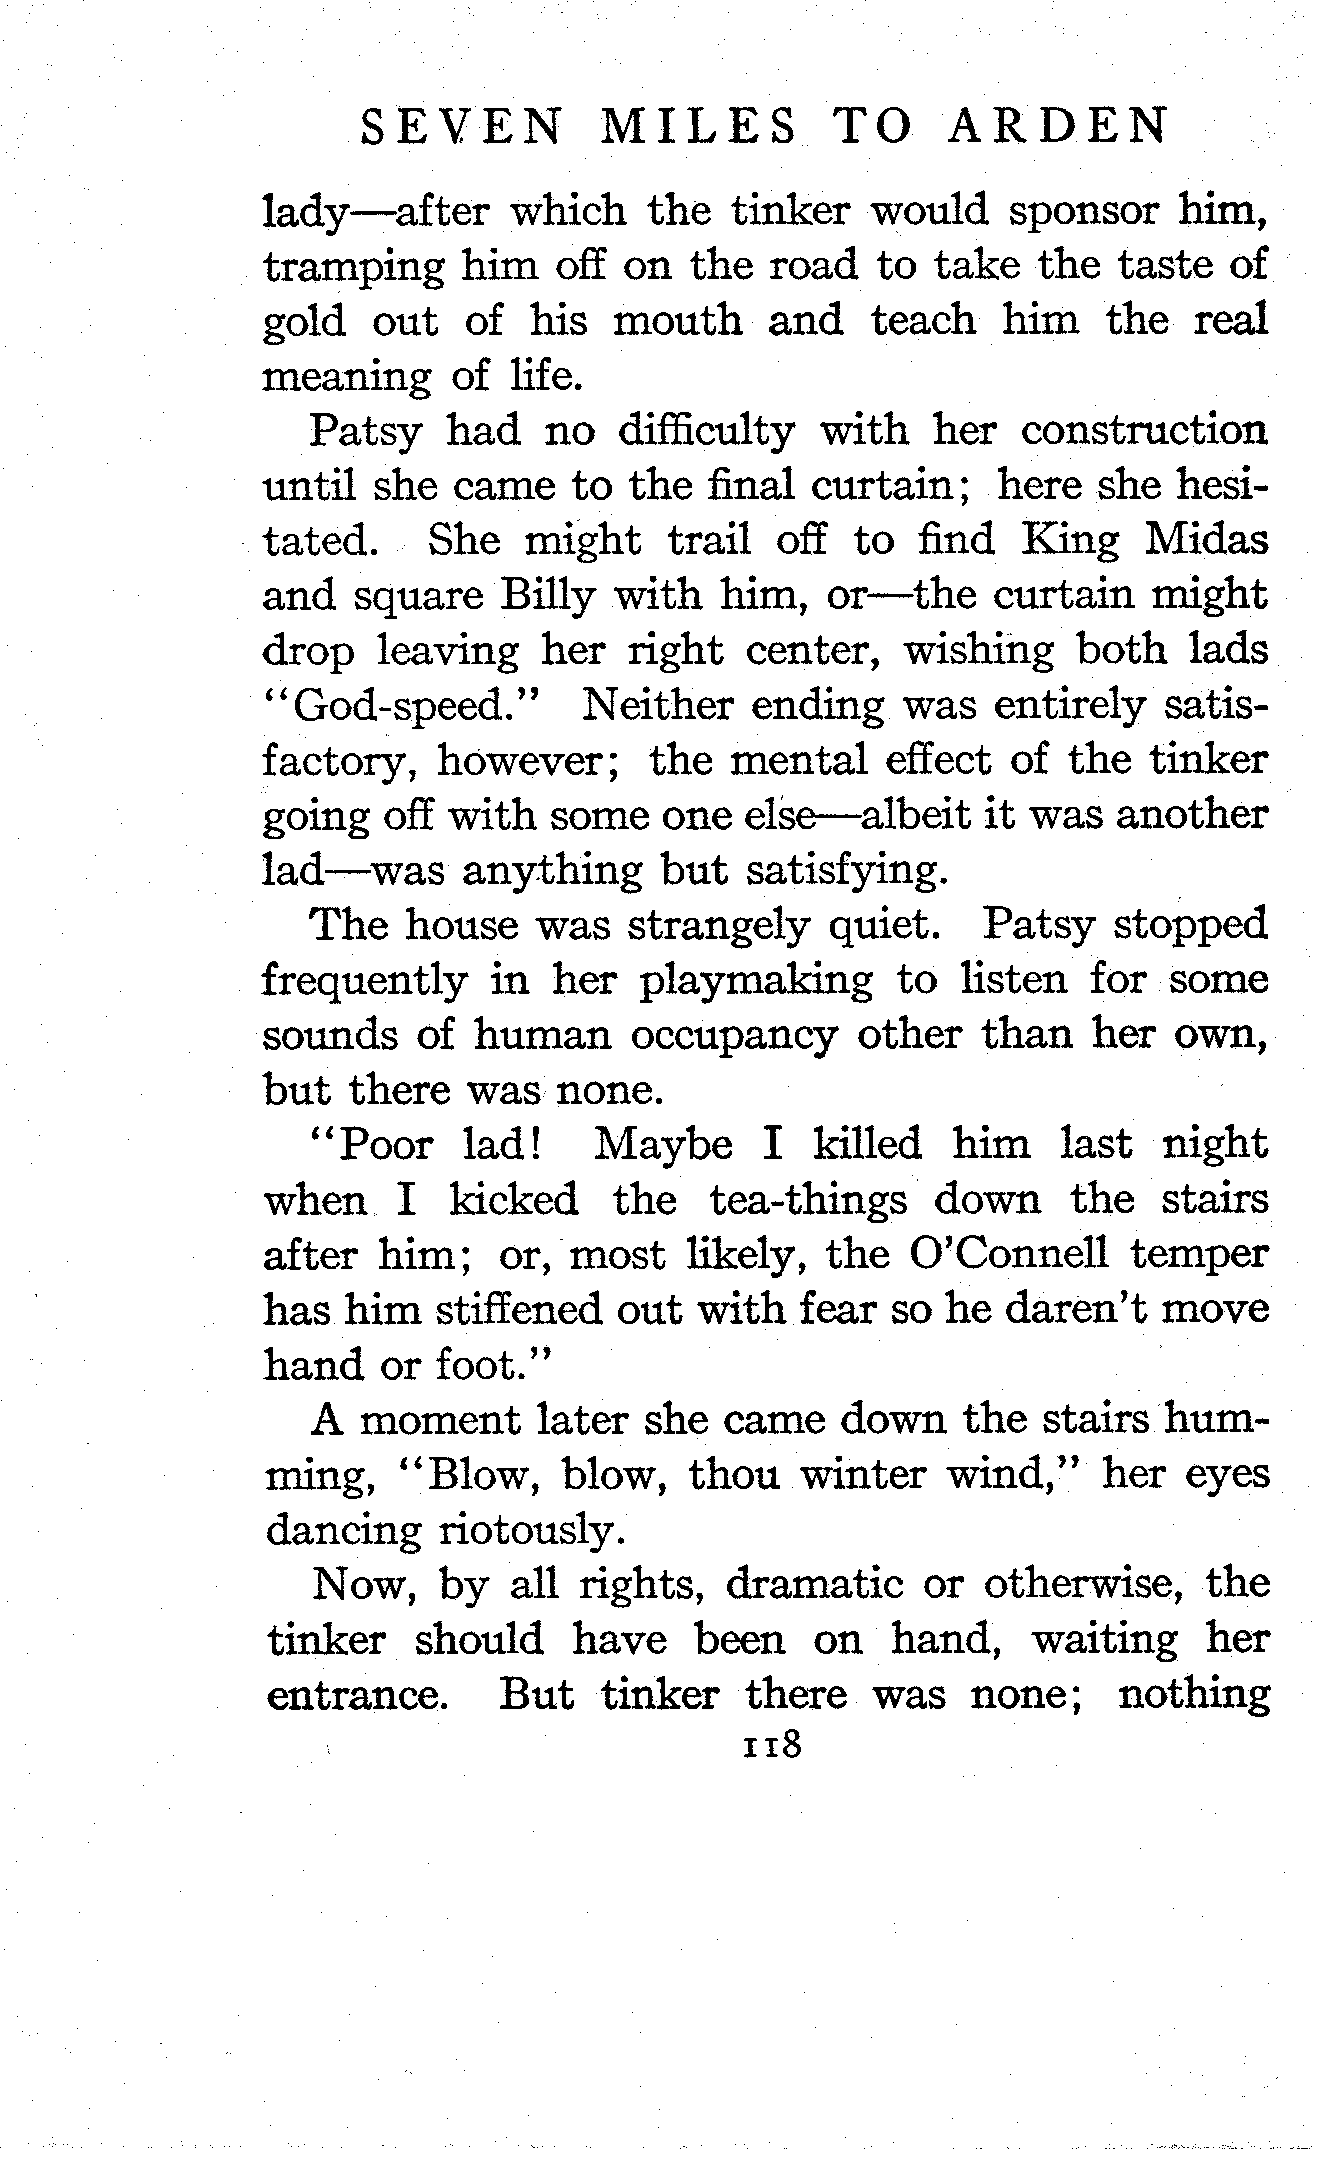 SEVEN MILES TO ARDEN
lady—after which the tinker would sponsor him,
tramping him off on the road to take the taste of
gold out of his mouth and teach him the real
meaning of life.
Patsy had no difficulty with her construction
until she came to the final curtain; here she hesi-
tated. She might trail off to find King Midas
and square Billy with him, or—the curtain might
drop leaving her right center, wishing both lads
"God-speed." Neither ending was entirely satis-
factory, however; the mental effect of the tinker
going off with some one else—albeit it was another
lad—was anything but satisfying.
The house was strangely quiet. Patsy stopped
frequently in her playmaking to listen for some
sounds of human occupancy other than her own,
but there was none.
"Poor lad! Maybe I killed him last night
when I kicked the tea-things down the stairs
after him; or, most likely, the O'Connell temper
has him stiffened out with fear so he daren't move
hand or foot."
A moment later she came down the stairs hum-
ming, "Blow, blow, thou winter wind," her eyes
dancing riotously.
Now, by all rights, dramatic or otherwise, the
tinker should have been on hand, waiting her
entrance. But tinker there was none; nothing
118